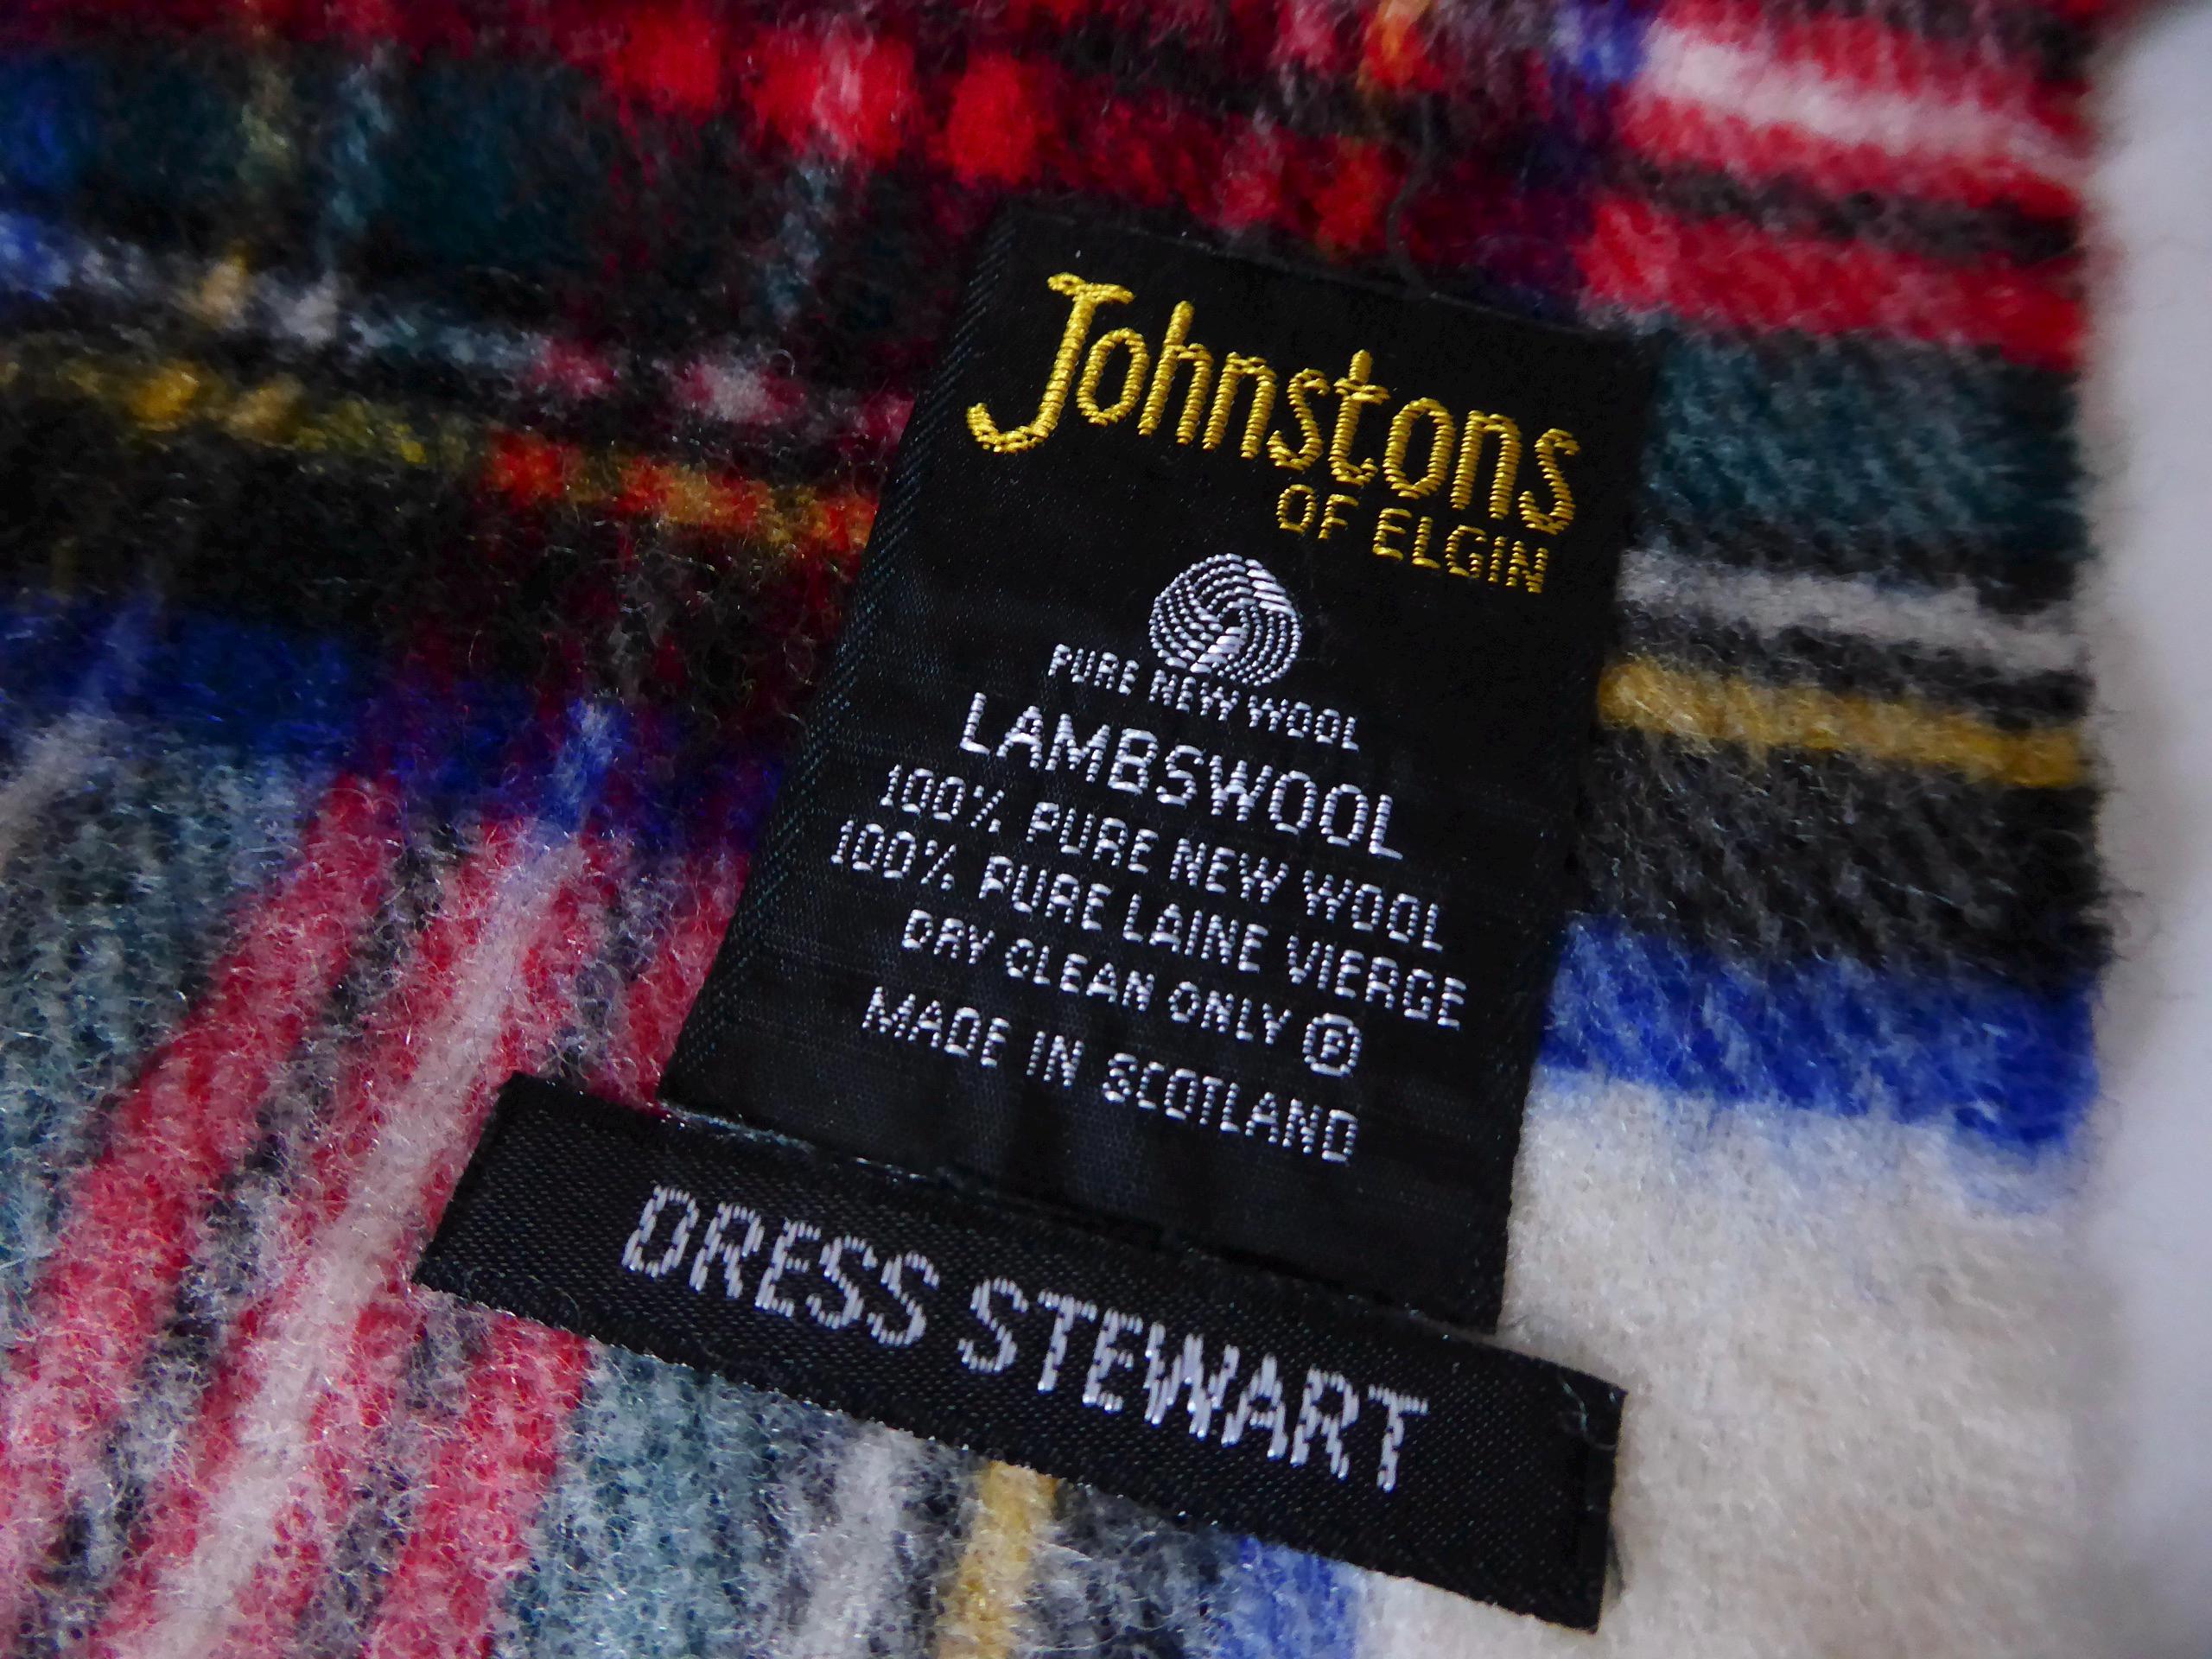 Johnstons
OF ELGIN
PURE NEW WOOL
LAMBSWOOL
100% PURE NEW WOOL
100% PURE LAINE VIERGE
DRY CLEAN ONLY Ⓟ
MADE IN SCOTLAND
DRESS STEWART